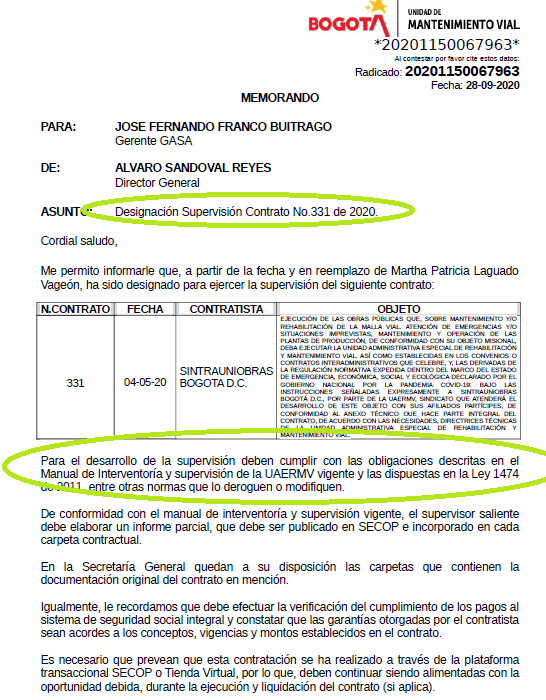 BOGOTÁ
UNIDAD DE
MANTENIMIENTO VIAL
*20201150067963*
Al contestar por favor cite estos datos:
Radicado: 20201150067963
Fecha: 28-09-2020
MEMORANDO
PARA: JOSE FERNANDO FRANCO BUITRAGO
Gerente GASA
DE: ALVARO SANDOVAL REYES
Director General
ASUNTO: Designación Supervisión Contrato No.331 de 2020.
Cordial saludo,
Me permito informarle que, a partir de la fecha y en reemplazo de Martha Patricia Laguado
Vageón, ha sido designado para ejercer la supervisión del siguiente contrato:
N.CONTRATO FECHA CONTRATISTA OBJETO
331 04-05-20 SINTRAUNIOBRAS
BOGOTA D.C.
EJECUCIÓN DE LAS OBRAS PÚBLICAS QUE, SOBRE MANTENIMIENTO Y/O
REHABILITACIÓN DE LA MALLA VIAL. ATENCIÓN DE EMERGENCIAS Y/O
SITUACIONES IMPREVISTAS, MANTENIMIENTO Y OPERACIÓN DE LAS
PLANTAS DE PRODUCCIÓN, DE CONFORMIDAD CON SU OBJETO MISIONAL,
DEBA EJECUTAR LA UNIDAD ADMINISTRATIVA ESPECIAL DE REHABILITACIÓN
Y MANTENIMIENTO VIAL. ASÍ COMO ESTABLECIDAS EN LOS CONVENIOS O
CONTRATOS INTERADMINISTRATIVOS QUE CELEBRE, Y LAS DERIVADAS DE
LA REGULACIÓN NORMATIVA EXPEDIDA DENTRO DEL MARCO DEL ESTADO
DE EMERGENCIA, ECONÓMICA, SOCIAL Y ECOLÓGICA DECLARADO POR EL
GOBIERNO NACIONAL POR LA PANDEMIA COVID-19: BAJO LAS
INSTRUCCIONES SEÑALADAS EXPRESAMENTE A SINTRAUNIOBRAS
BOGOTÁ D.C., POR PARTE DE LA UAERMV, SINDICATO QUE ATENDERÁ EL
DESARROLLO DE ESTE OBJETO CON SUS AFILIADOS PARTÍCIPES, DE
CONFORMIDAD AL ANEXO TÉCNICO QUE HACE PARTE INTEGRAL DEL
CONTRATO, DE ACUERDO CON LAS NECESIDADES, DIRECTRICES TÉCNICAS
DE LA UNIDAD ADMINISTRATIVA ESPECIAL DE REHABILITACIÓN Y
MANTENIMIENTO VIAL.
Para el desarrollo de la supervisión deben cumplir con las obligaciones descritas en el
Manual de Interventoría y supervisión de la UAERMV vigente y las dispuestas en la Ley 1474
de 2011, entre otras normas que lo deroguen o modifiquen.
De conformidad con el manual de interventoría y supervisión vigente, el supervisor saliente
debe elaborar un informe parcial, que debe ser publicado en SECOP e incorporado en cada
carpeta contractual.
En la Secretaría General quedan a su disposición las carpetas que contienen la
documentación original del contrato en mención.
Igualmente, le recordamos que debe efectuar la verificación del cumplimiento de los pagos al
sistema de seguridad social integral y constatar que las garantías otorgadas por el contratista
sean acordes a los conceptos, vigencias y montos establecidos en el contrato.
Es necesario que prevean que esta contratación se ha realizado a través de la plataforma
transaccional SECOP o Tienda Virtual, por lo que, deben continuar siendo alimentadas con la
oportunidad debida, durante la ejecución y liquidación del contrato (si aplica).